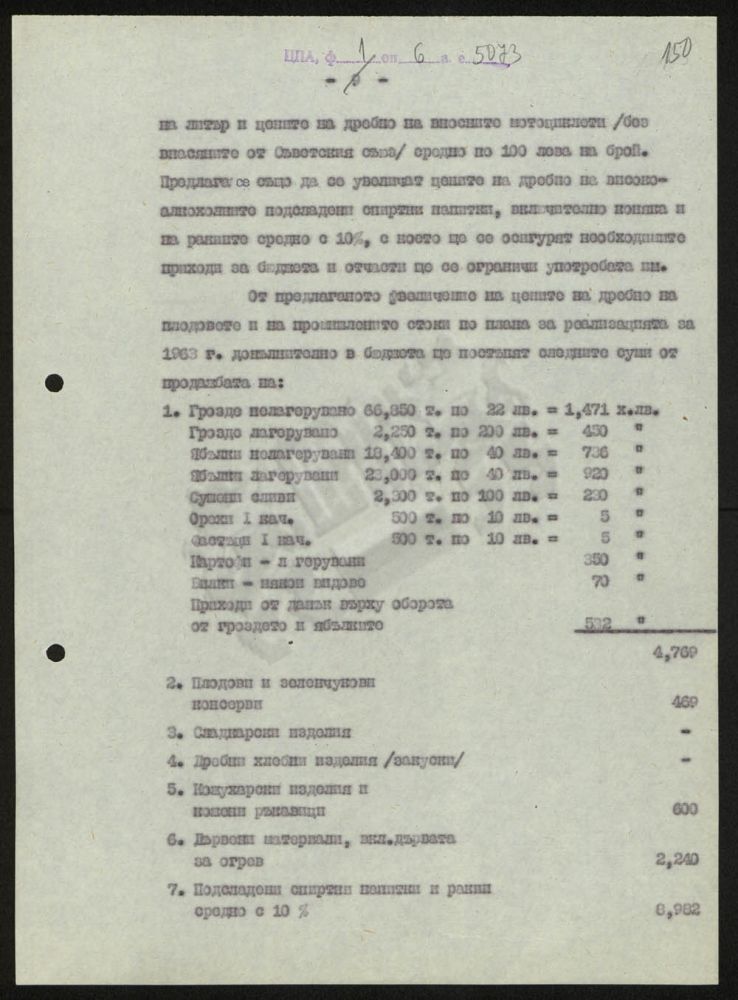 ЦПА, ф. 1 оп 6 а е 5073 150
- 9 -
на литър и цените на дребно на вносните мотоциклети /без
внасяните от Съветския съюз/ средно по 100 лева на брой.
Предлага се също да се увеличат цените на дребно на високо-
алкохолните подсладени спиртни напитки, включително коняка и
на ракиите средно с 10%, с което ще се осигурят необходимите
приходи за бюджета и отчасти ще се ограничи употребата им.
От предлаганото увеличение на цените на дребно на
плодовете и на промишлените стоки по плана за реализацията за
1963 г. допълнително в бюджета ще постъпят следните суми от
продажбата на:
1. Грозде нелагерувано 66,850 т. по 22 лв. = 1,471 х.лв.
Грозде лагерувано 2,250 т. по 200 лв. = 450 "
Ябълки нелагерувани 18,400 т. по 40 лв. = 736 "
Ябълки лагерувани 23,000 т. по 40 лв. = 920 "
Сушени сливи 2,300 т. по 100 лв. = 230 "
Орехи I кач. 500 т. по 10 лв. = 5 "
Фастъци I кач. 500 т. по 10 лв. = 5 "
Картофи - лагерувани 350 "
Билки - някои видове 70 "
Приходи от данък върху оборота
от гроздето и ябълките 532 "
4,769
2. Плодови и зеленчукови
консерви 469
3. Сладкарски изделия -
4. Дребни хлебни изделия /закуски/ -
5. Кожухарски изделия и
кожени ръкавици 600
6. Дървени материали, вкл.дървата
за огрев 2,240
7. Подсладени спиртни напитки и ракии
средно с 10 % 8,982